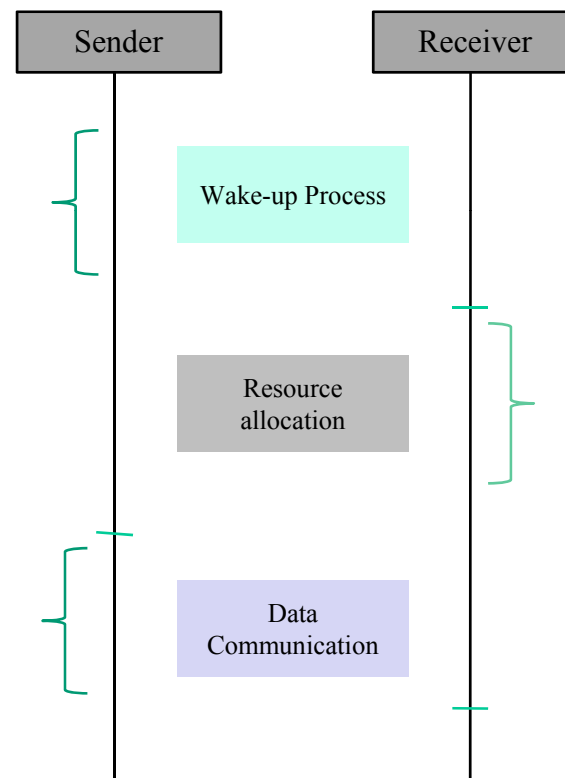 Sender
Receiver
Wake-up Process
Resource
allocation
Data
Communication